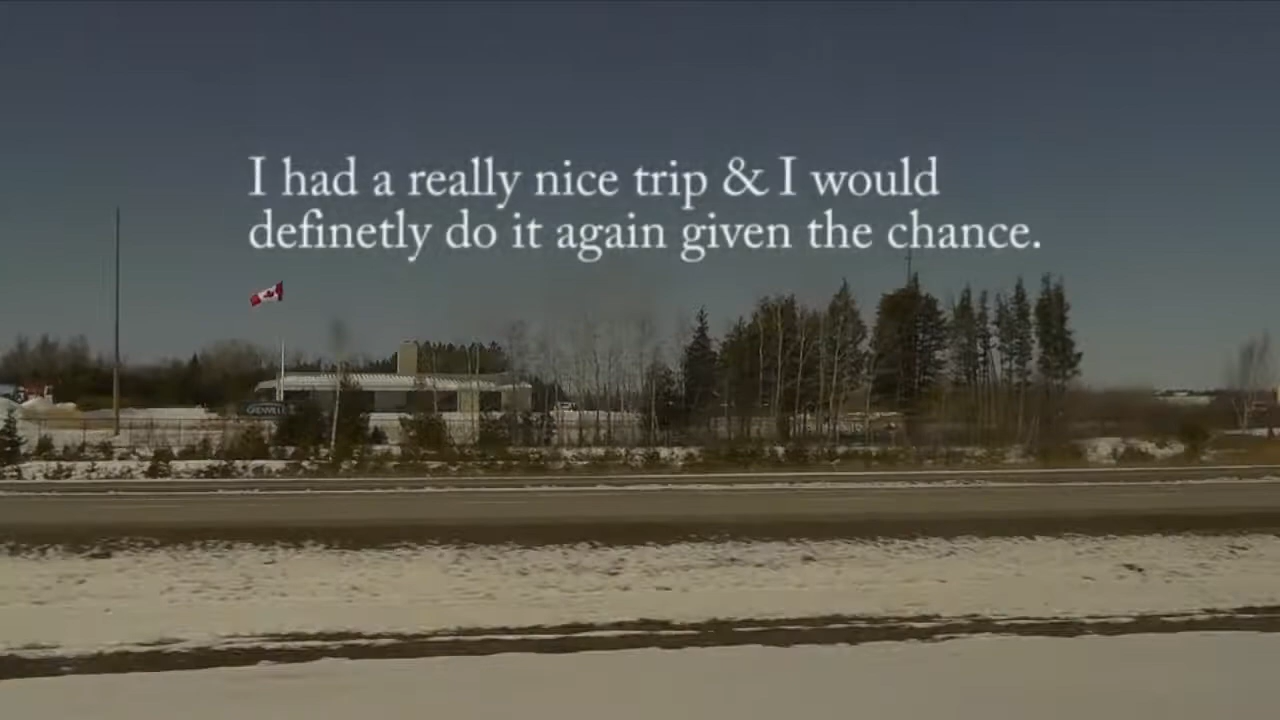 I had a really nice trip & I would
definetly do it again given the chance.